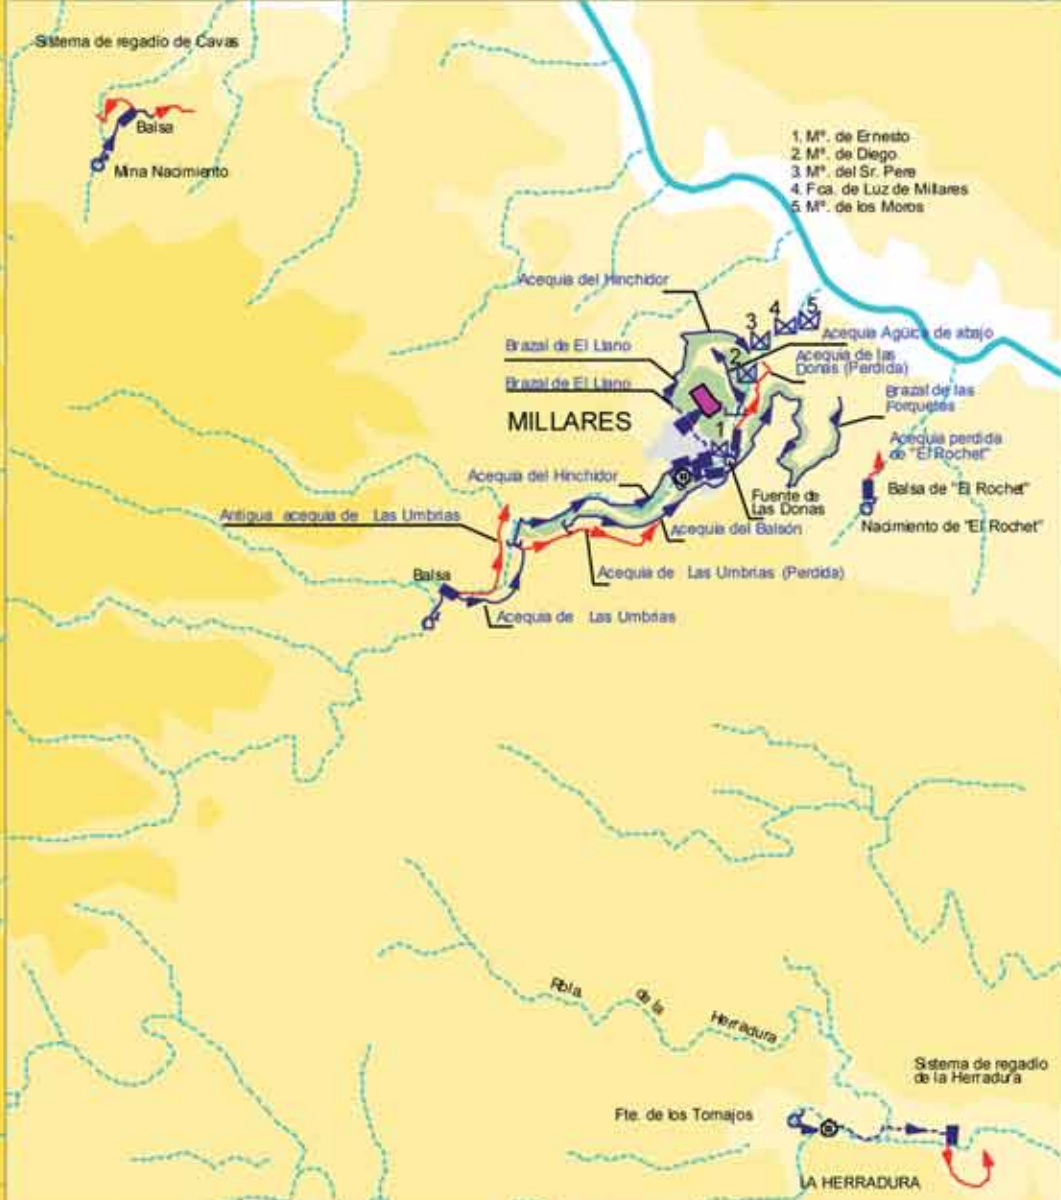 Sistema de regadío de Cavas
Balsa
Mina Nacimiento
1. Mº. de Ernesto
2. Mº. de Diego
3. Mº. del Sr. Pere
4. Fca. de Luz de Millares
5. Mº. de los Moros
Acequia del Hinchidor
5
4
3
Acequia Agüica de abajo
Brazal de El Llano
2
Acequia de las
Donas (Perdida)
Brazal de El Llano
Brazal de las
Forquetes
MILLARES
1
Acequia perdida
de "El Rochet"
Acequia del Hinchidor
Balsa de "El Rochet"
Fuente de
Las Donas
Antigua acequia de Las Umbrias
Nacimiento de "El Rochet"
Acequia del Balsón
Balsa
Acequia de Las Umbrias (Perdida)
Acequia de Las Umbrias
Rbla. de la Herradura
Sistema de regadío
de la Herradura
Fte. de los Tornajos
LA HERRADURA